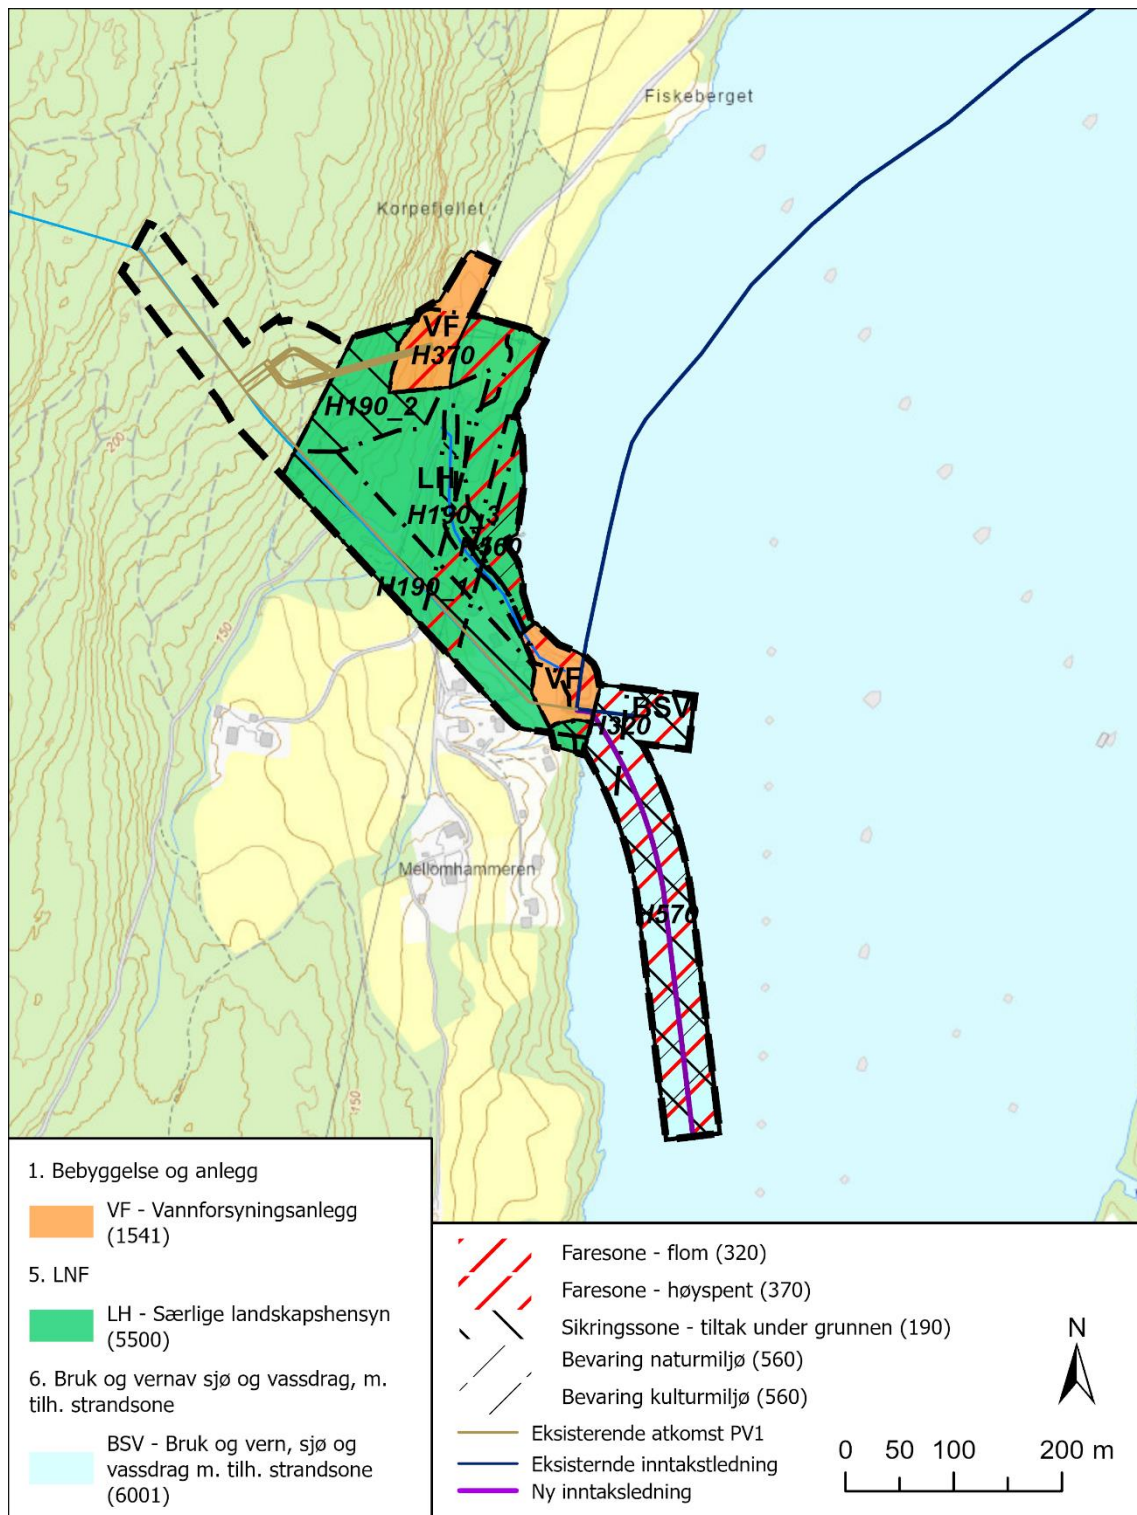 Fiskeberget
Korpefjellet
VF
H370
H190_2
200
LH
H190_3
H560
H190_1
150
VF
BSV
H320
Mellomhammeren
H570
150
1. Bebyggelse og anlegg
VF - Vannforsyningsanlegg
(1541)
5. LNF
LH - Særlige landskapshensyn
(5500)
6. Bruk og vernav sjø og vassdrag, m.
tilh. strandsone
BSV - Bruk og vern, sjø og
vassdrag m. tilh. strandsone
(6001)
Faresone - flom (320)
Faresone - høyspent (370)
Sikringssone - tiltak under grunnen (190)
Bevaring naturmiljø (560)
Bevaring kulturmiljø (560)
Eksisterende atkomst PV1
Eksisternde inntakstledning
Ny inntaksledning
N
0 50 100 200 m